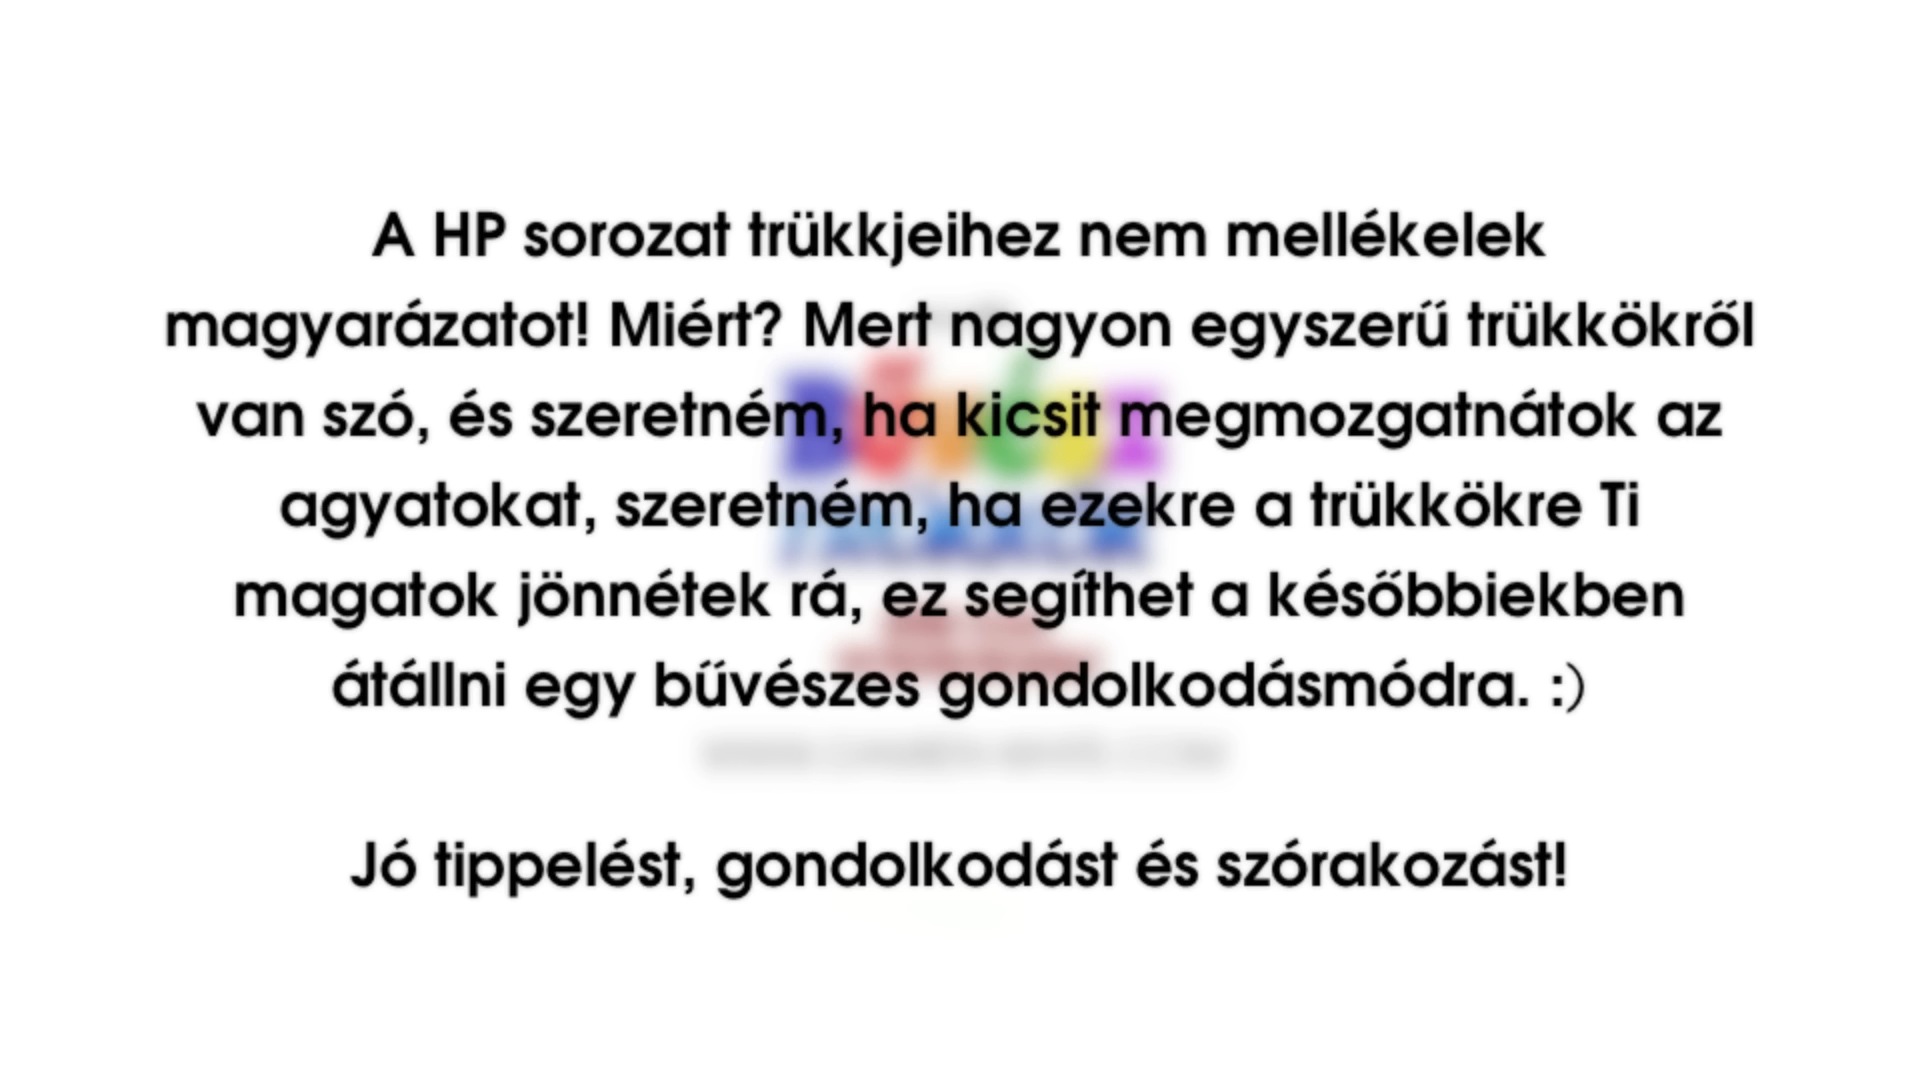 A HP sorozat trükkjeihez nem mellékelek
magyarázatot! Miért? Mert nagyon egyszerű trükkökről
van szó, és szeretném, ha kicsit megmozgatnátok az
agyatokat, szeretném, ha ezekre a trükkökre Ti
magatok jönnétek rá, ez segíthet a későbbiekben
átállni egy bűvészes gondolkodásmódra. :)
Jó tippelést, gondolkodást és szórakozást!